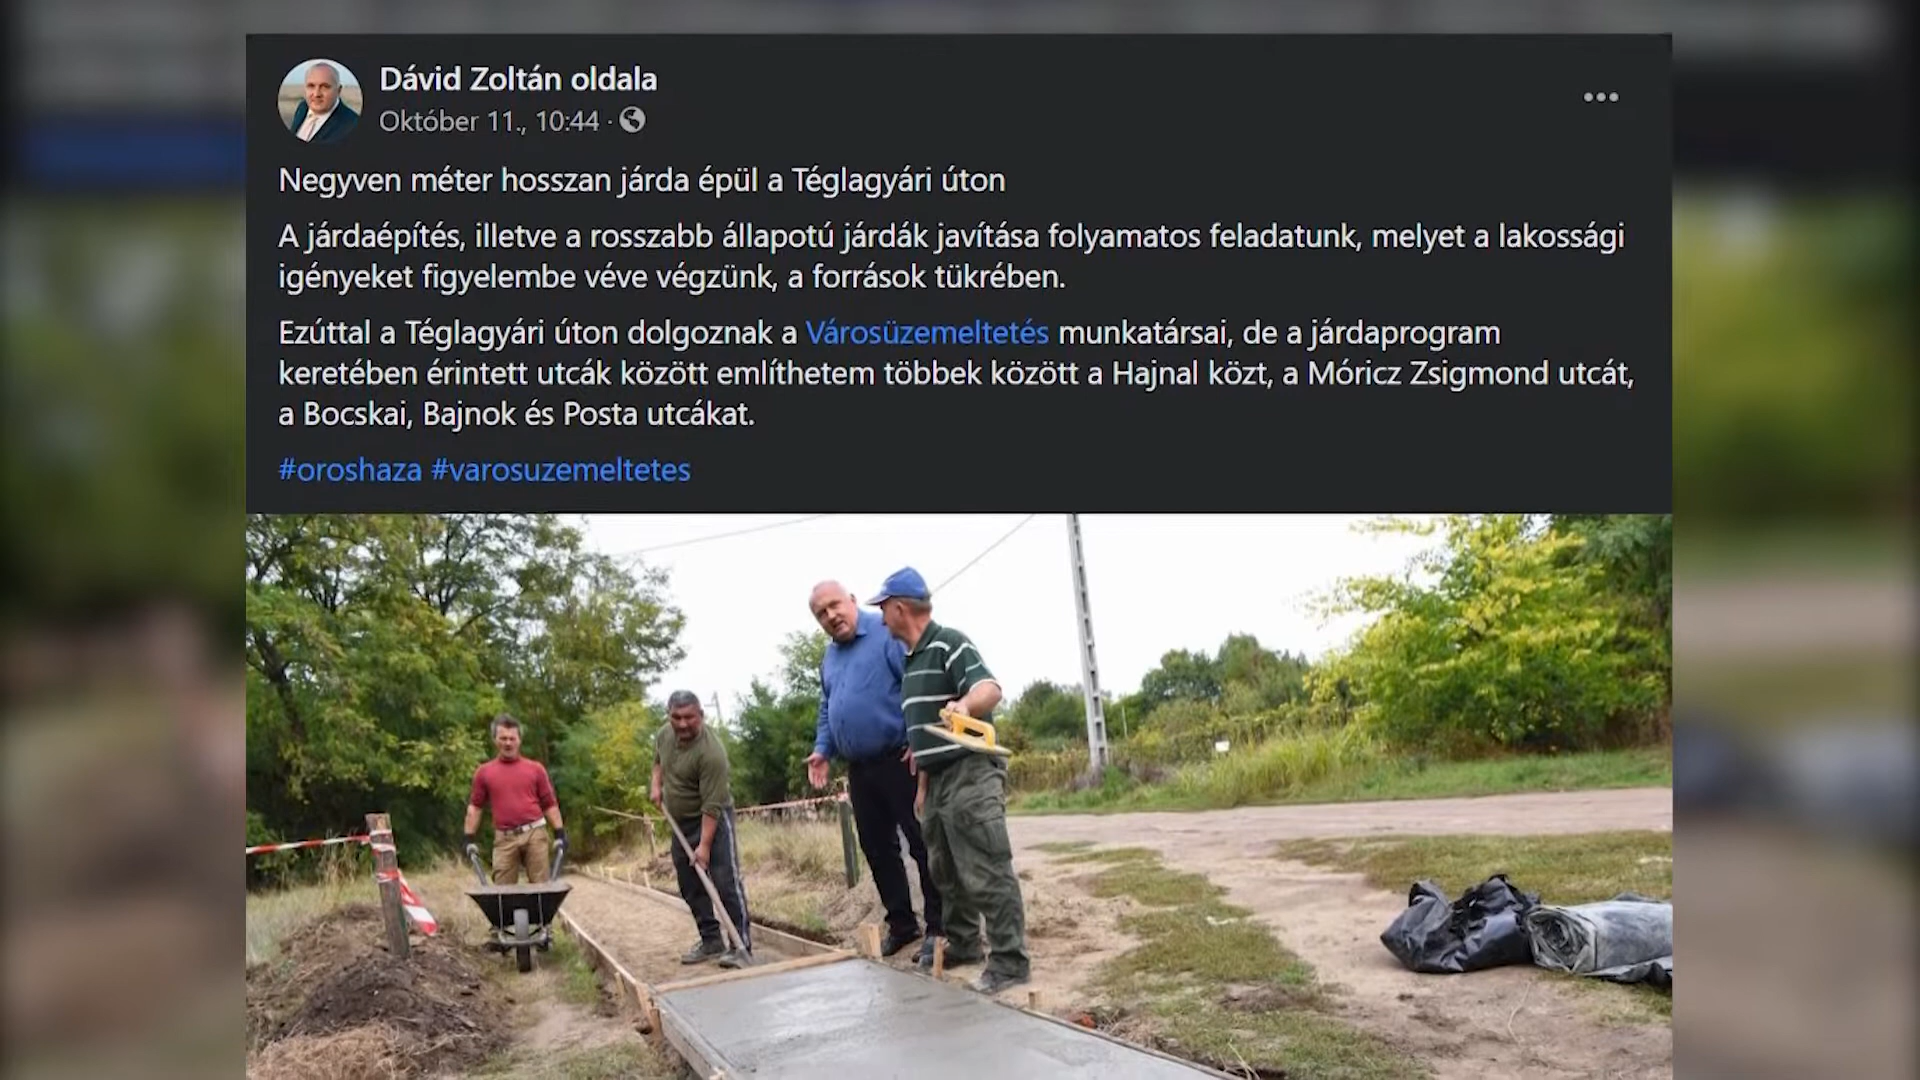 Dávid Zoltán oldala
Október 11., 10:44 ·
Negyven méter hosszan járda épül a Téglagyári úton
A járdaépítés, illetve a rosszabb állapotú járdák javítása folyamatos feladatunk, melyet a lakossági
igényeket figyelembe véve végzünk, a források tükrében.
Ezúttal a Téglagyári úton dolgoznak a Városüzemeltetés munkatársai, de a járdaprogram
keretében érintett utcák között említhetem többek között a Hajnal közt, a Móricz Zsigmond utcát,
a Bocskai, Bajnok és Posta utcákat.
#oroshaza #varosuzemeltetes